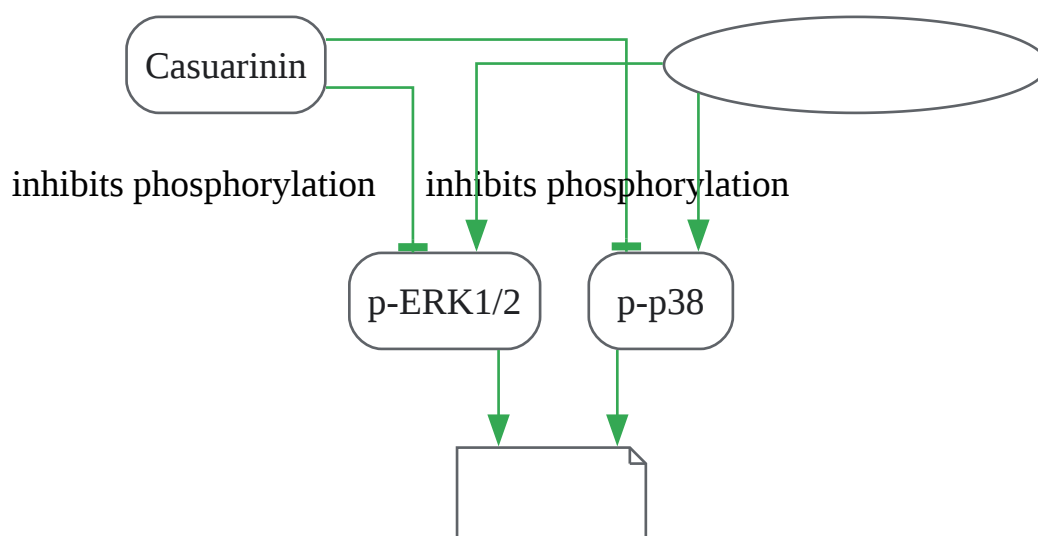 Casuarinin
inhibits phosphorylation
inhibits phosphorylation
p-ERK1/2
p-p38